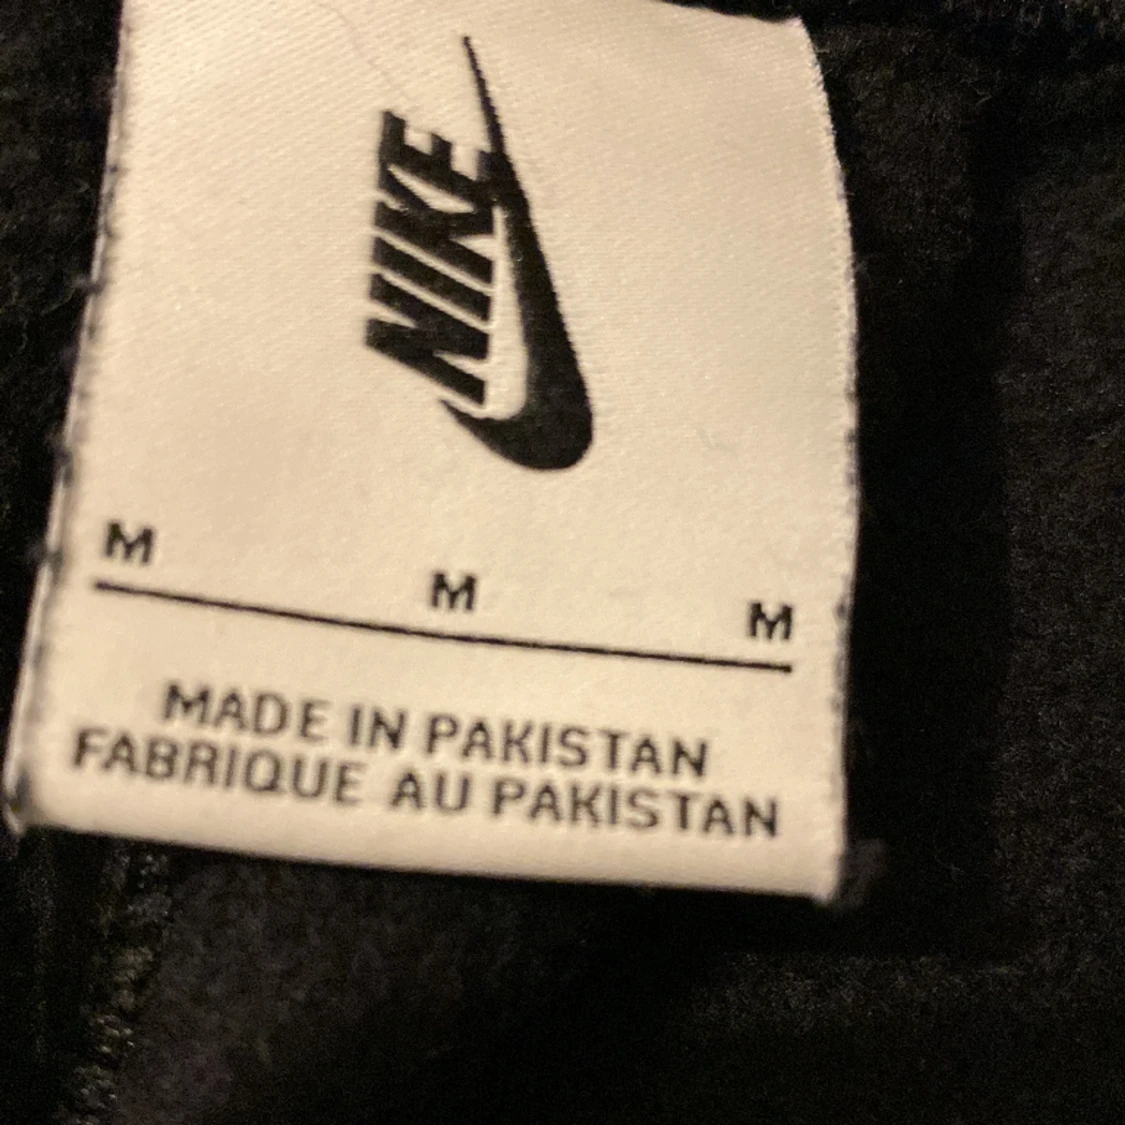 NIKE
M M M
MADE IN PAKISTAN
FABRIQUE AU PAKISTAN